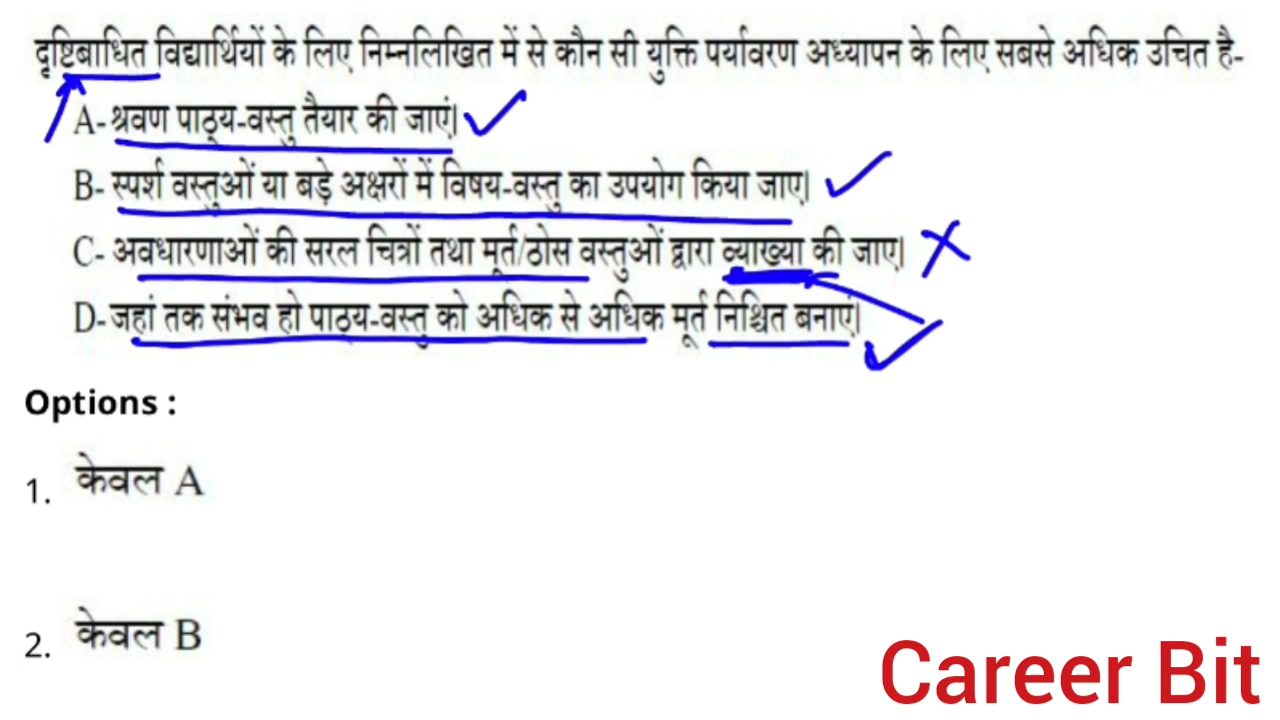 दृष्टिबाधित विद्यार्थियों के लिए निम्नलिखित में से कौन सी युक्ति पर्यावरण अध्यापन के लिए सबसे अधिक उचित है-
A- श्रवण पाठ्य-वस्तु तैयार की जाएं।
B- स्पर्श वस्तुओं या बड़े अक्षरों में विषय-वस्तु का उपयोग किया जाए।
C- अवधारणाओं की सरल चित्रों तथा मूर्त/ठोस वस्तुओं द्वारा व्याख्या की जाए।
D- जहां तक संभव हो पाठ्य-वस्तु को अधिक से अधिक मूर्त निश्चित बनाएं।
Options :
1. केवल A
2. केवल B
Career Bit